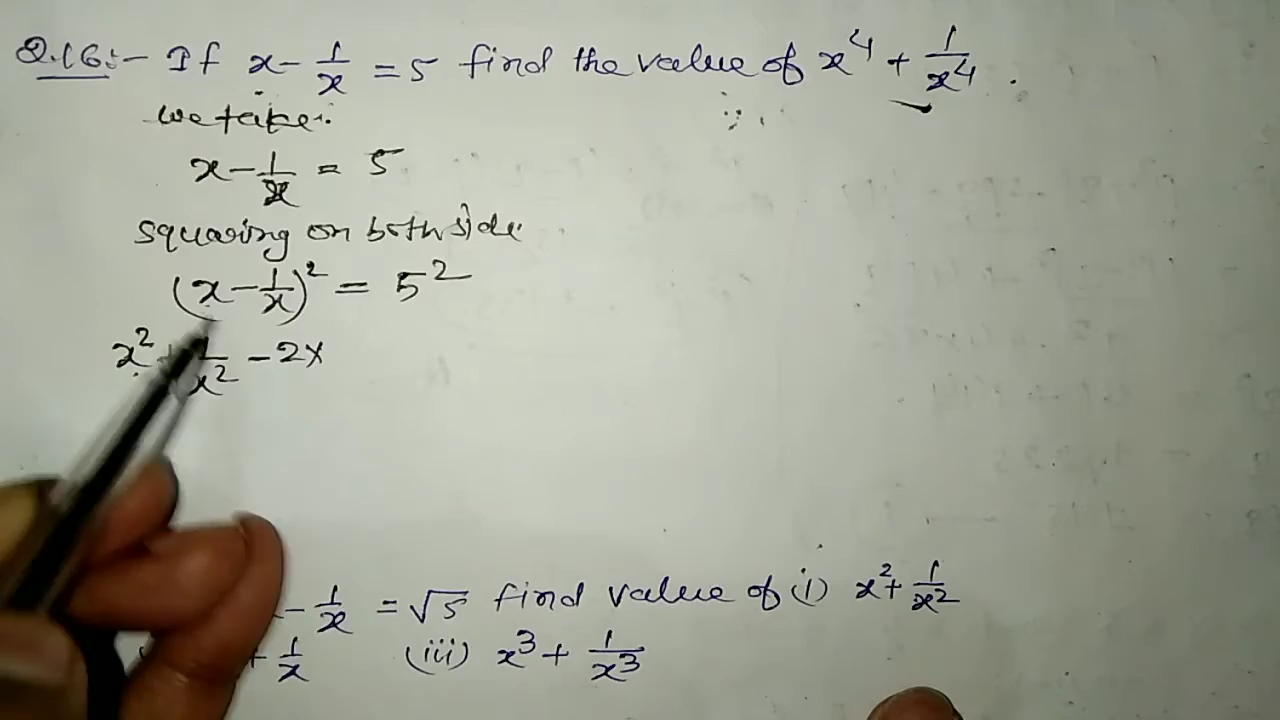 Q.16:- If x - 1/x = 5 find the value of x⁴ + 1/x⁴.
we take:
x - 1/x = 5
squaring on both side
(x - 1/x)² = 5²
x² + 1/x² - 2×
- 1/x = √5 find value of (i) x² + 1/x²
+ 1/x (iii) x³ + 1/x³